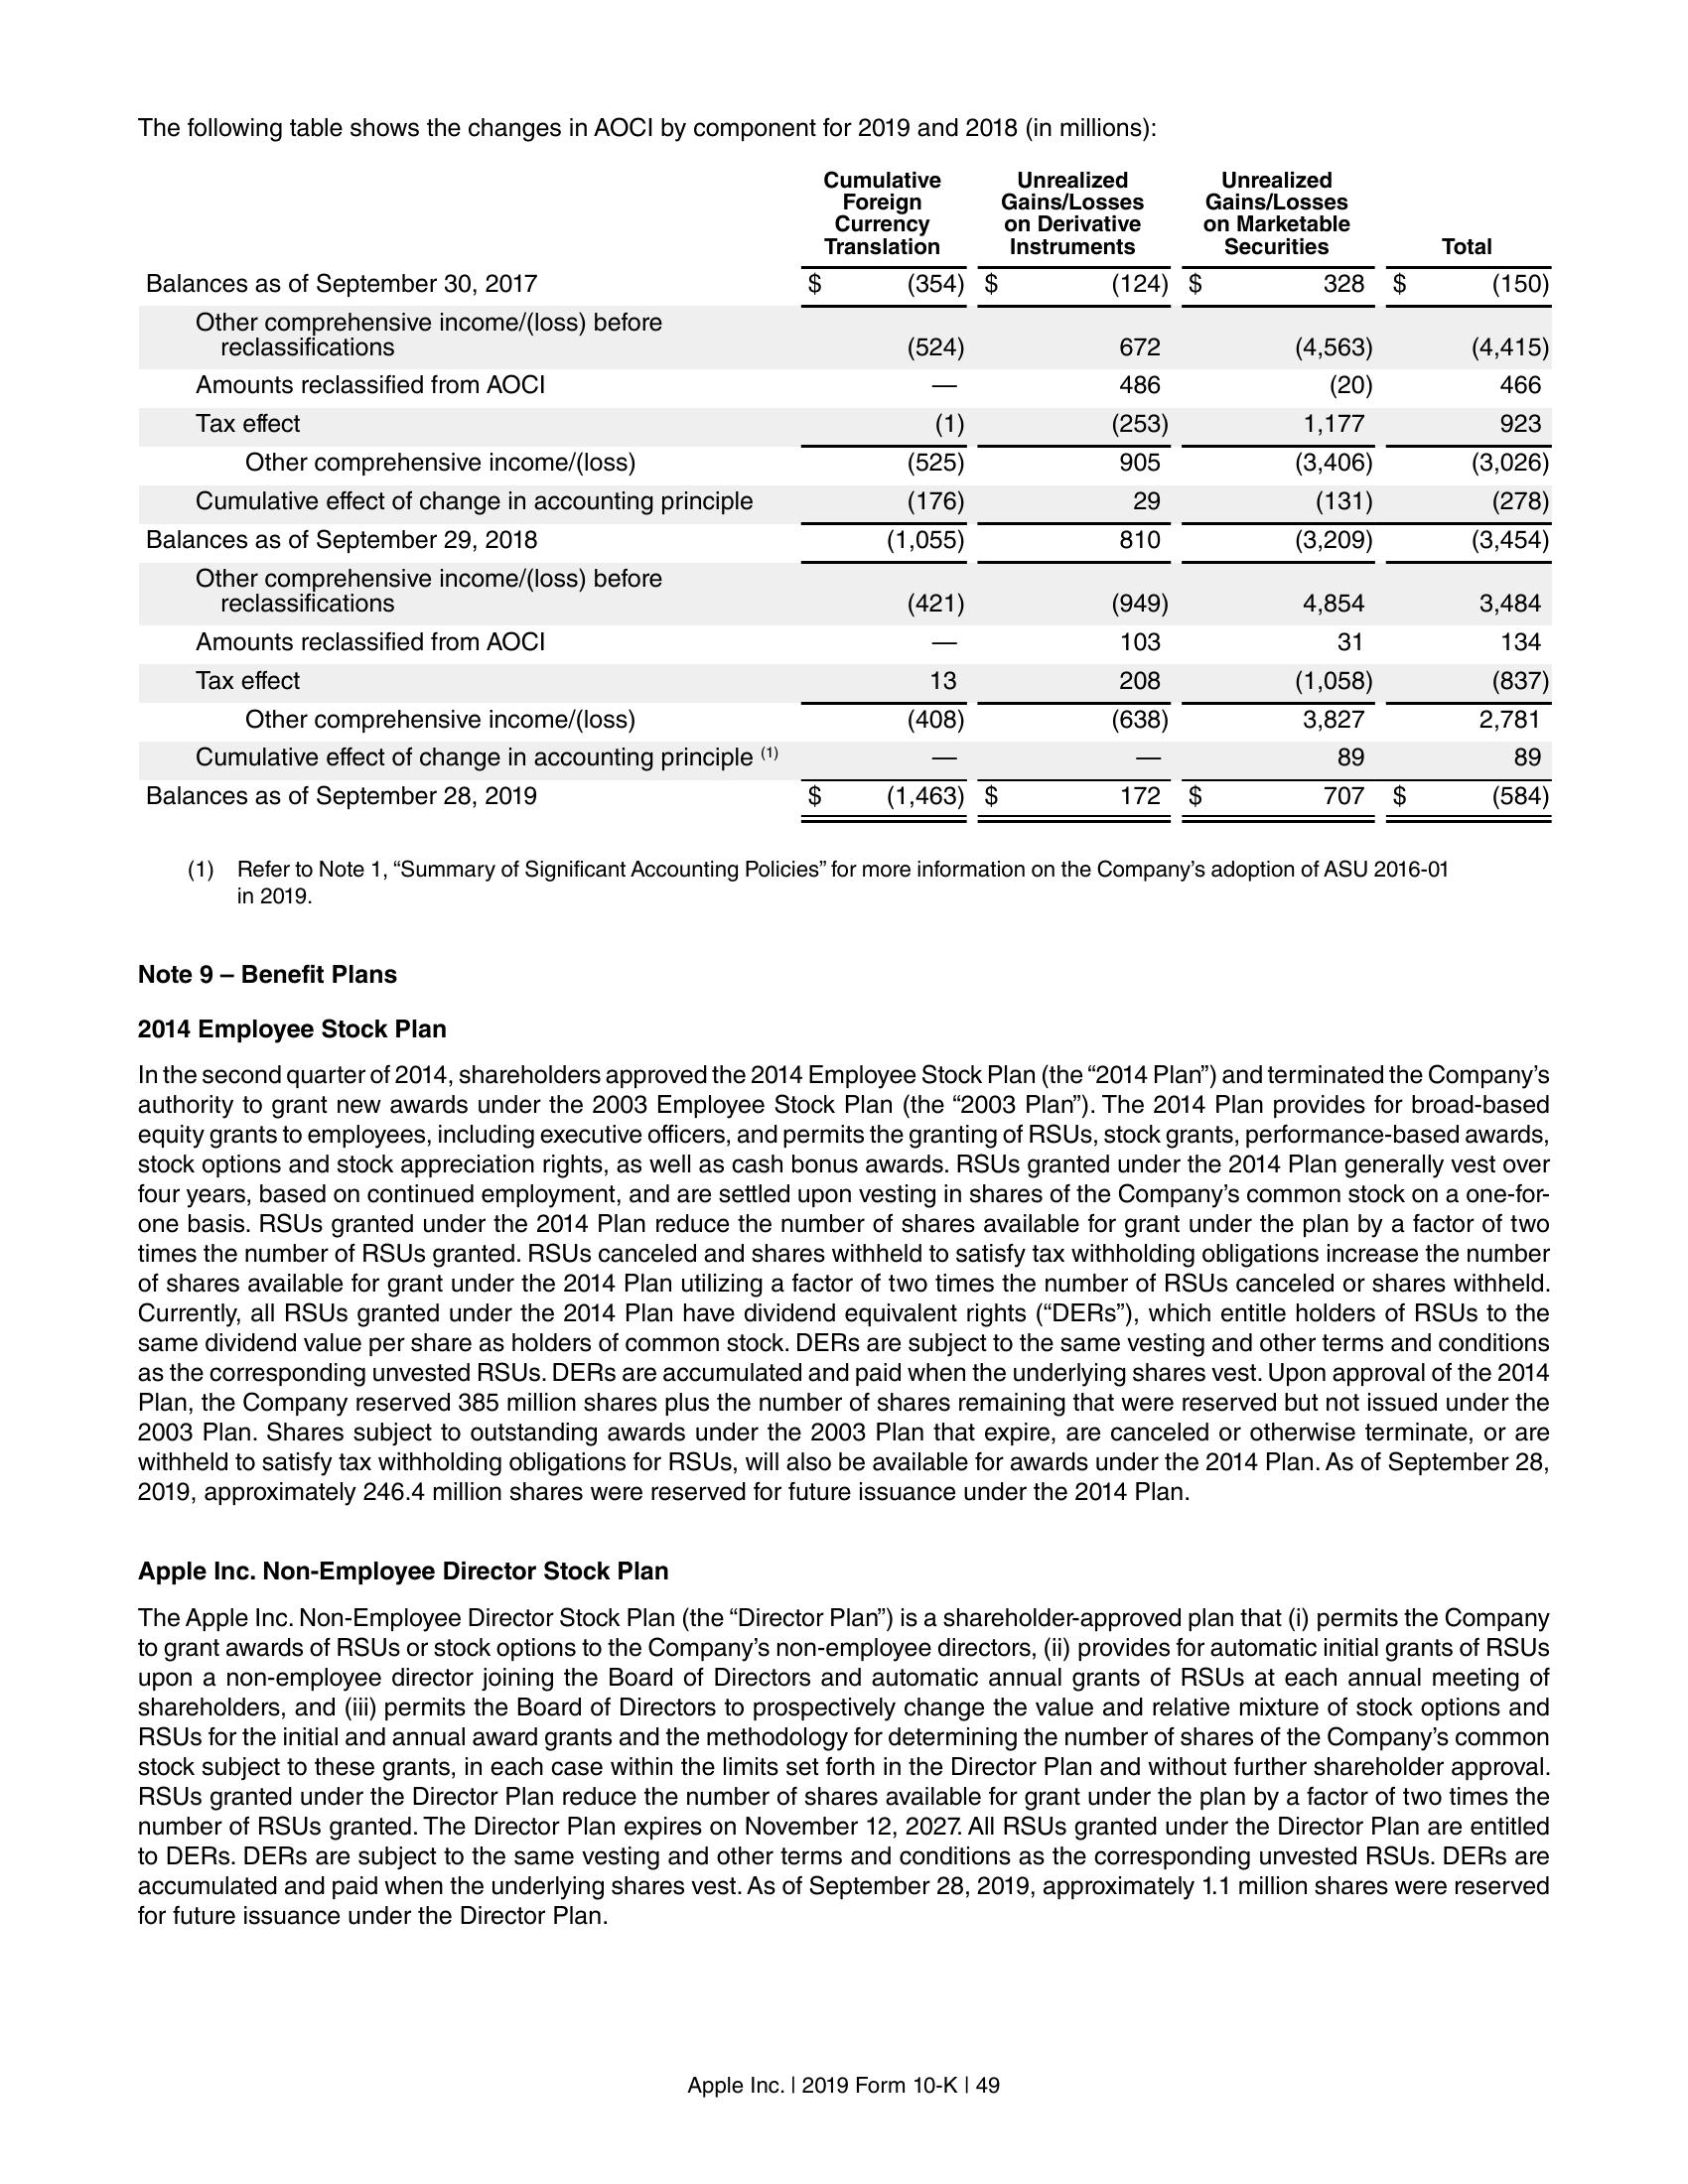 The following table shows the changes in AOCI by component for 2019 and 2018 (in millions):
Cumulative Foreign Currency Translation Unrealized Gains/Losses on Derivative Instruments Unrealized Gains/Losses on Marketable Securities Total
Balances as of September 30, 2017 $ (354) $ (124) $ 328 $ (150)
Other comprehensive income/(loss) before
reclassifications (524) 672 (4,563) (4,415)
Amounts reclassified from AOCI — 486 (20) 466
Tax effect (1) (253) 1,177 923
Other comprehensive income/(loss) (525) 905 (3,406) (3,026)
Cumulative effect of change in accounting principle (176) 29 (131) (278)
Balances as of September 29, 2018 (1,055) 810 (3,209) (3,454)
Other comprehensive income/(loss) before
reclassifications (421) (949) 4,854 3,484
Amounts reclassified from AOCI — 103 31 134
Tax effect 13 208 (1,058) (837)
Other comprehensive income/(loss) (408) (638) 3,827 2,781
Cumulative effect of change in accounting principle (1) — — 89 89
Balances as of September 28, 2019 $ (1,463) $ 172 $ 707 $ (584)
(1) Refer to Note 1, “Summary of Significant Accounting Policies” for more information on the Company’s adoption of ASU 2016-01
in 2019.
Note 9 – Benefit Plans
2014 Employee Stock Plan
In the second quarter of 2014, shareholders approved the 2014 Employee Stock Plan (the “2014 Plan”) and terminated the Company’s
authority to grant new awards under the 2003 Employee Stock Plan (the “2003 Plan”). The 2014 Plan provides for broad-based
equity grants to employees, including executive officers, and permits the granting of RSUs, stock grants, performance-based awards,
stock options and stock appreciation rights, as well as cash bonus awards. RSUs granted under the 2014 Plan generally vest over
four years, based on continued employment, and are settled upon vesting in shares of the Company’s common stock on a one-for-
one basis. RSUs granted under the 2014 Plan reduce the number of shares available for grant under the plan by a factor of two
times the number of RSUs granted. RSUs canceled and shares withheld to satisfy tax withholding obligations increase the number
of shares available for grant under the 2014 Plan utilizing a factor of two times the number of RSUs canceled or shares withheld.
Currently, all RSUs granted under the 2014 Plan have dividend equivalent rights (“DERs”), which entitle holders of RSUs to the
same dividend value per share as holders of common stock. DERs are subject to the same vesting and other terms and conditions
as the corresponding unvested RSUs. DERs are accumulated and paid when the underlying shares vest. Upon approval of the 2014
Plan, the Company reserved 385 million shares plus the number of shares remaining that were reserved but not issued under the
2003 Plan. Shares subject to outstanding awards under the 2003 Plan that expire, are canceled or otherwise terminate, or are
withheld to satisfy tax withholding obligations for RSUs, will also be available for awards under the 2014 Plan. As of September 28,
2019, approximately 246.4 million shares were reserved for future issuance under the 2014 Plan.
Apple Inc. Non-Employee Director Stock Plan
The Apple Inc. Non-Employee Director Stock Plan (the “Director Plan”) is a shareholder-approved plan that (i) permits the Company
to grant awards of RSUs or stock options to the Company’s non-employee directors, (ii) provides for automatic initial grants of RSUs
upon a non-employee director joining the Board of Directors and automatic annual grants of RSUs at each annual meeting of
shareholders, and (iii) permits the Board of Directors to prospectively change the value and relative mixture of stock options and
RSUs for the initial and annual award grants and the methodology for determining the number of shares of the Company’s common
stock subject to these grants, in each case within the limits set forth in the Director Plan and without further shareholder approval.
RSUs granted under the Director Plan reduce the number of shares available for grant under the plan by a factor of two times the
number of RSUs granted. The Director Plan expires on November 12, 2027. All RSUs granted under the Director Plan are entitled
to DERs. DERs are subject to the same vesting and other terms and conditions as the corresponding unvested RSUs. DERs are
accumulated and paid when the underlying shares vest. As of September 28, 2019, approximately 1.1 million shares were reserved
for future issuance under the Director Plan.
Apple Inc. | 2019 Form 10-K | 49